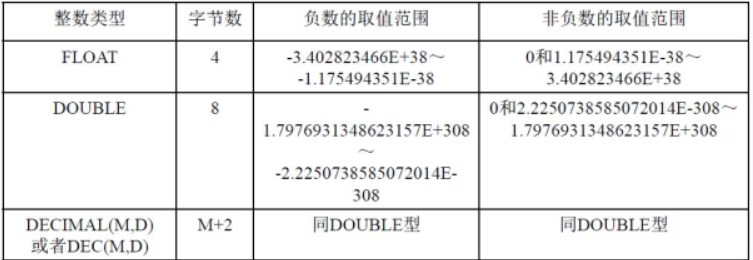 整数类型 字节数 负数的取值范围 非负数的取值范围
FLOAT 4 -3.402823466E+38～ 0和1.175494351E-38～
-1.175494351E-38 3.402823466E+38
DOUBLE 8 - 0和2.2250738585072014E-308～
1.7976931348623157E+308 1.7976931348623157E+308
～
-2.2250738585072014E-
308
DECIMAL(M,D) M+2 同DOUBLE型 同DOUBLE型
或者DEC(M,D)